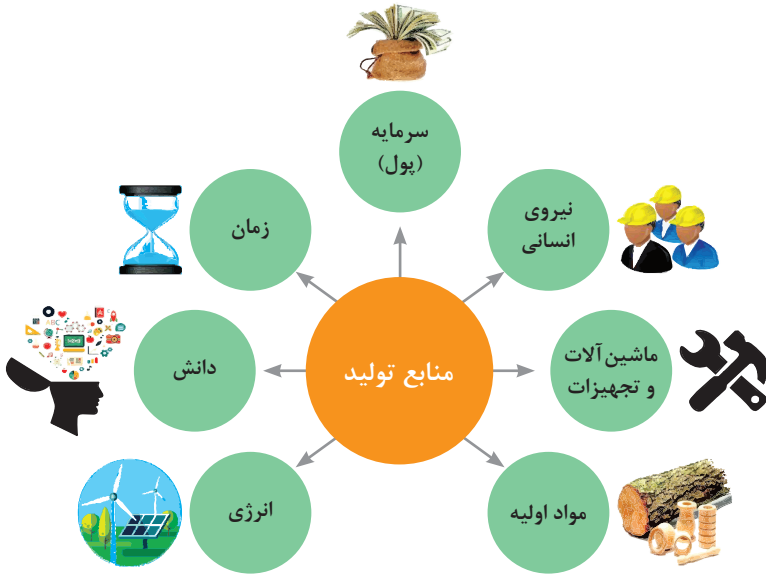 سرمایه
(پول)
نیروی
انسانی
زمان
ماشین‌آلات
و تجهیزات
منابع تولید
دانش
مواد اولیه
انرژی